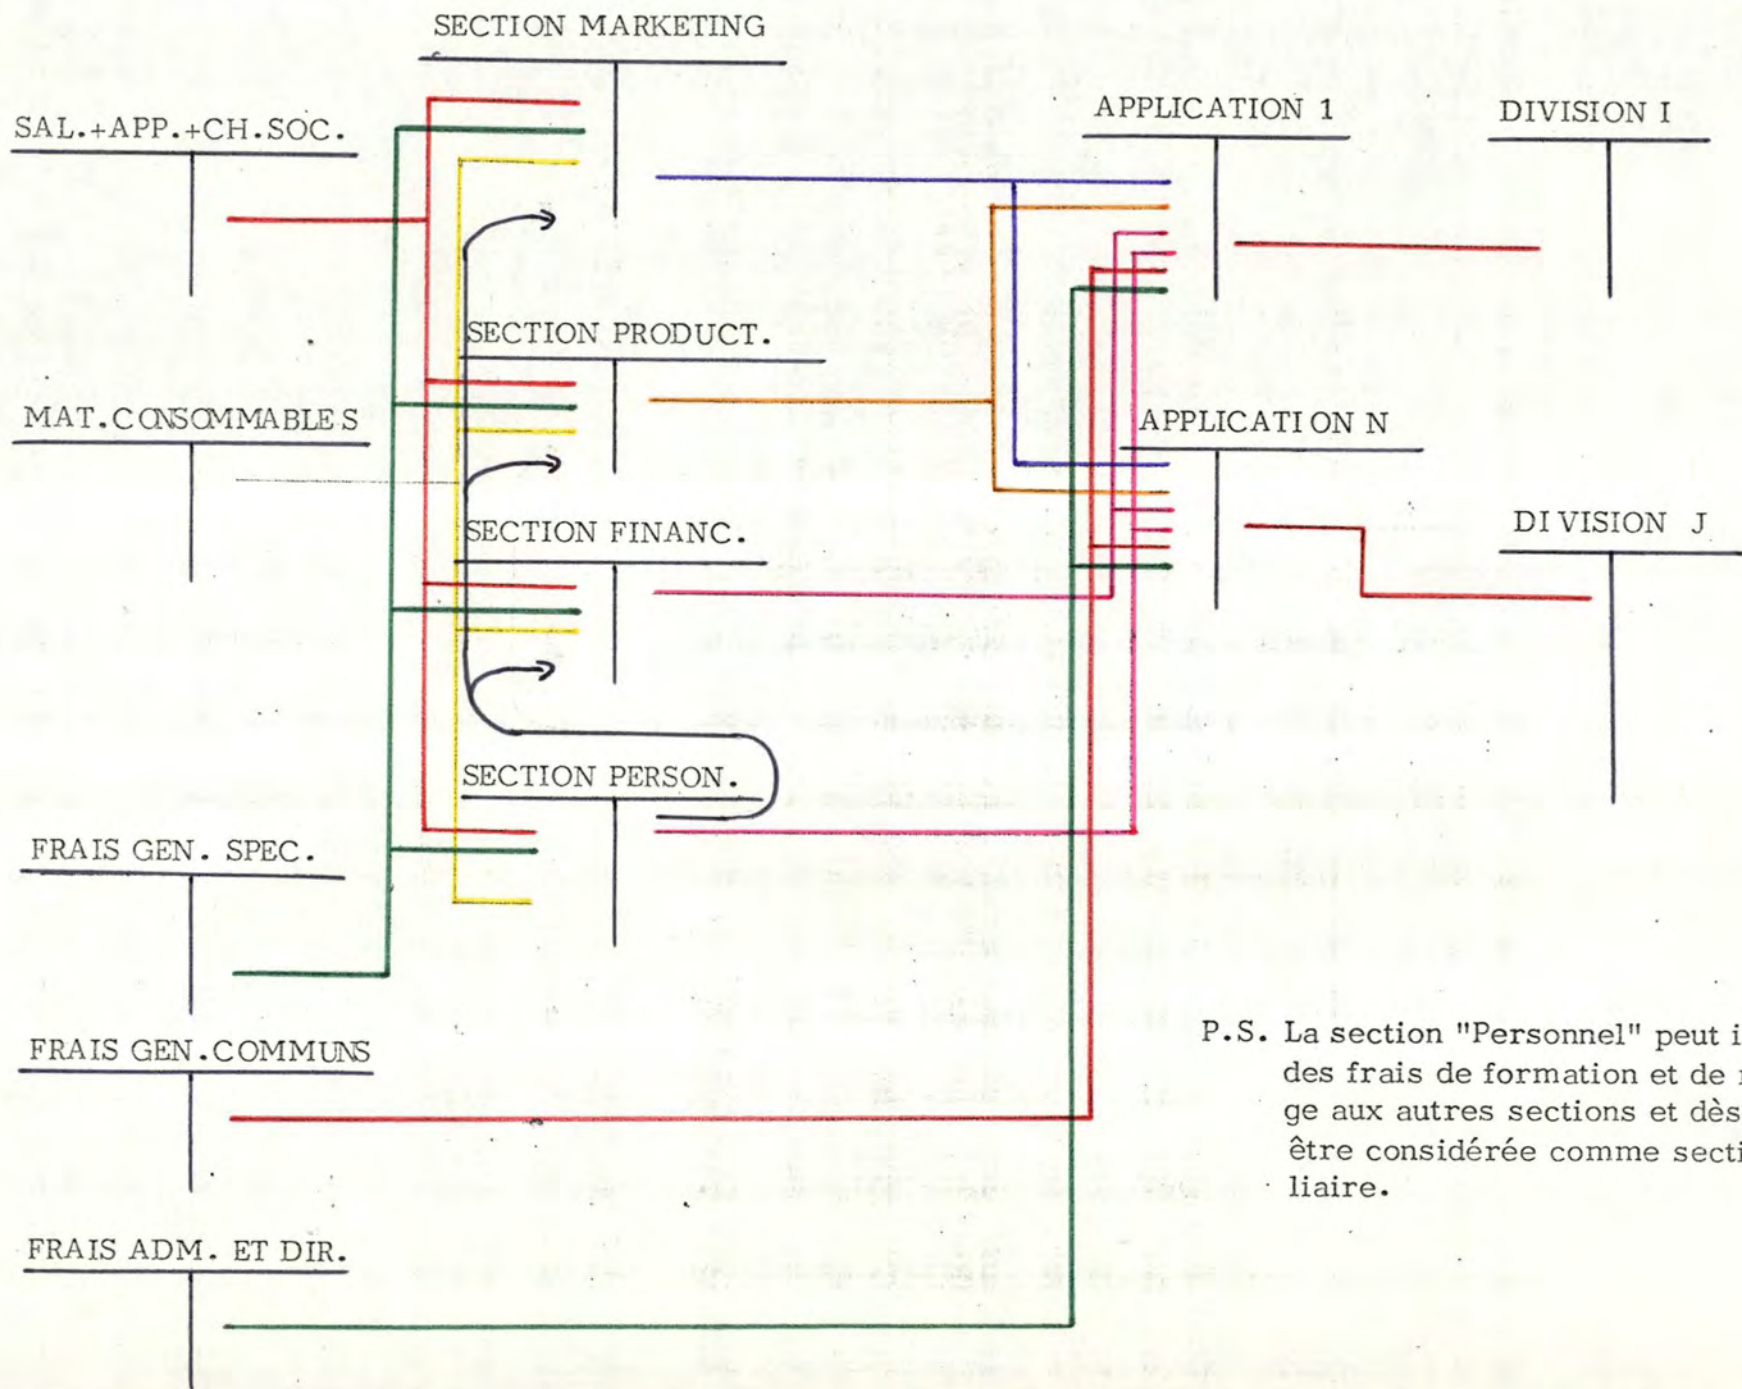 SECTION MARKETING
SAL.+APP.+CH.SOC.
APPLICATION 1
DIVISION I
SECTION PRODUCT.
MAT.CONSOMMABLES
APPLICATION N
SECTION FINANC.
DIVISION J
SECTION PERSON.
FRAIS GEN. SPEC.
FRAIS GEN.COMMUNS
FRAIS ADM. ET DIR.
P.S. La section "Personnel" peut
des frais de formation et de
ge aux autres sections et dès
être considérée comme
liaire.